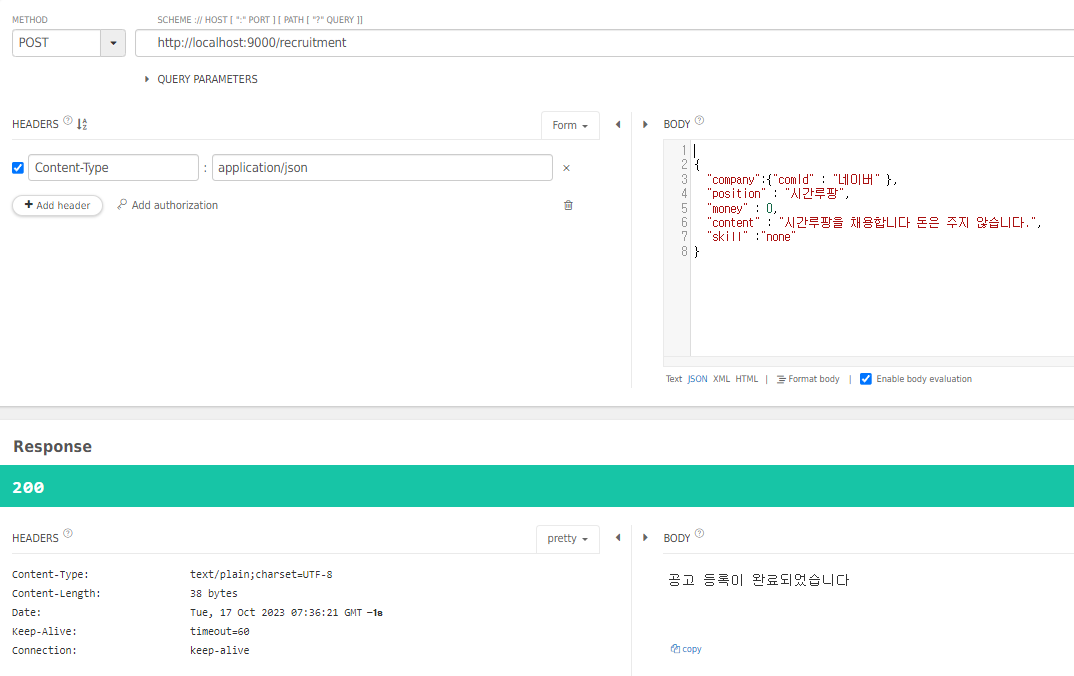 METHOD
SCHEME :// HOST [ ":" PORT ] [ PATH [ "?" QUERY ]]
POST
http://localhost:9000/recruitment
QUERY PARAMETERS
HEADERS ?
Form
BODY ?
Content-Type : application/json ×
+ Add header
Add authorization
1
2 {
3 "company":{"comId" : "네이버" },
4 "position" : "시간루팡",
5 "money" : 0,
6 "content" : "시간루팡을 채용합니다 돈은 주지 않습니다.",
7 "skill" :"none"
8 }
Text JSON XML HTML | Format body | Enable body evaluation
Response
200
HEADERS ?
pretty
BODY ?
Content-Type: text/plain;charset=UTF-8
Content-Length: 38 bytes
Date: Tue, 17 Oct 2023 07:36:21 GMT −1s
Keep-Alive: timeout=60
Connection: keep-alive
공고 등록이 완료되었습니다
copy